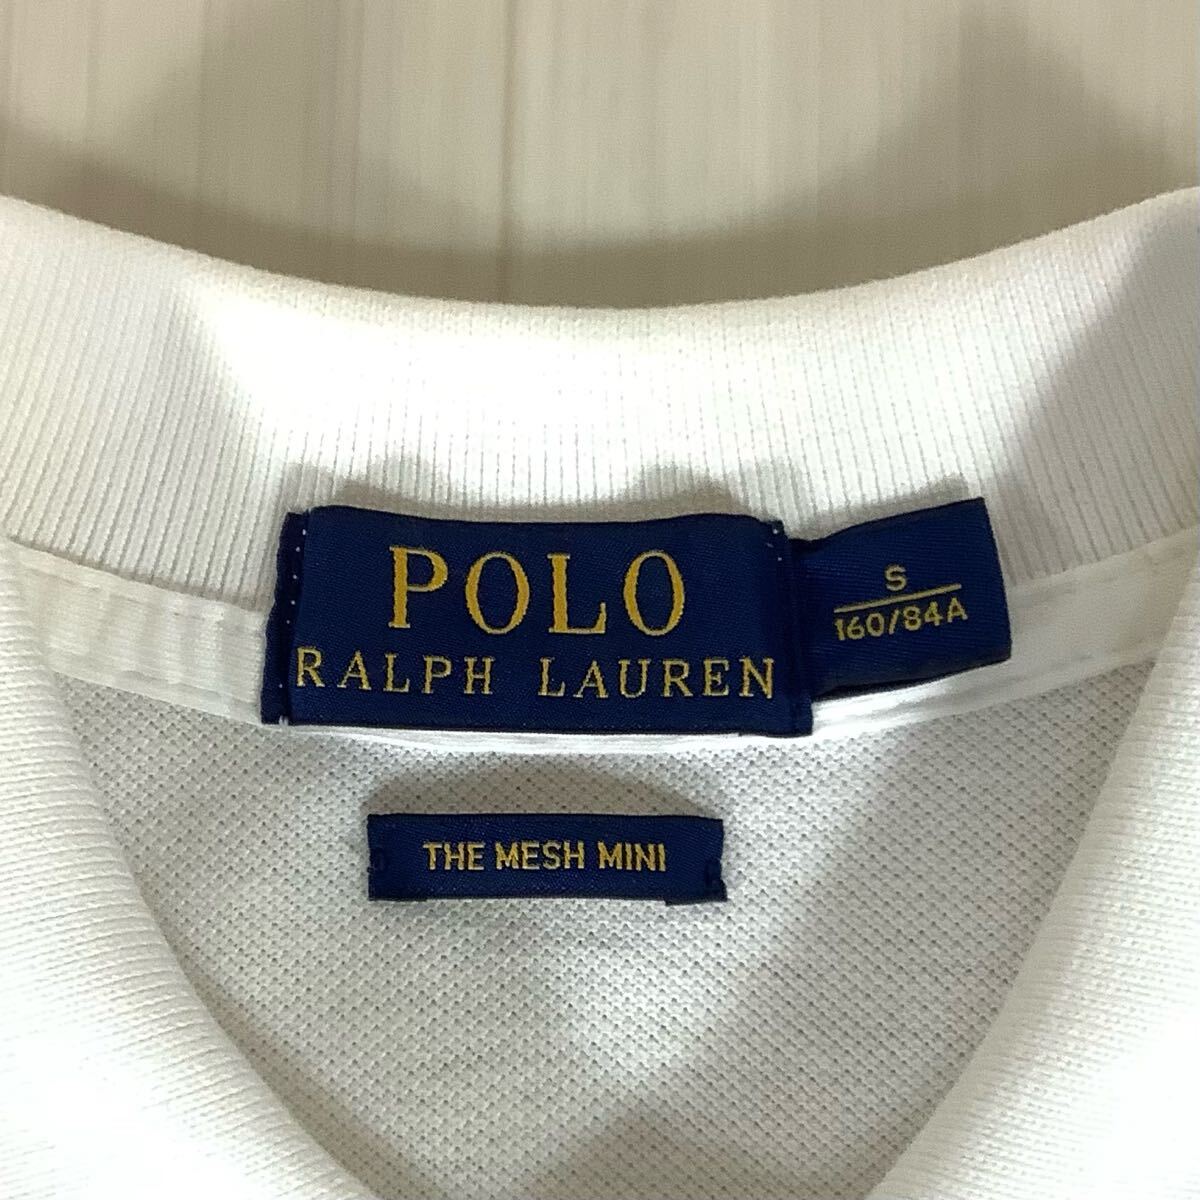 POLO
RALPH LAUREN
S
160/84A
THE MESH MINI